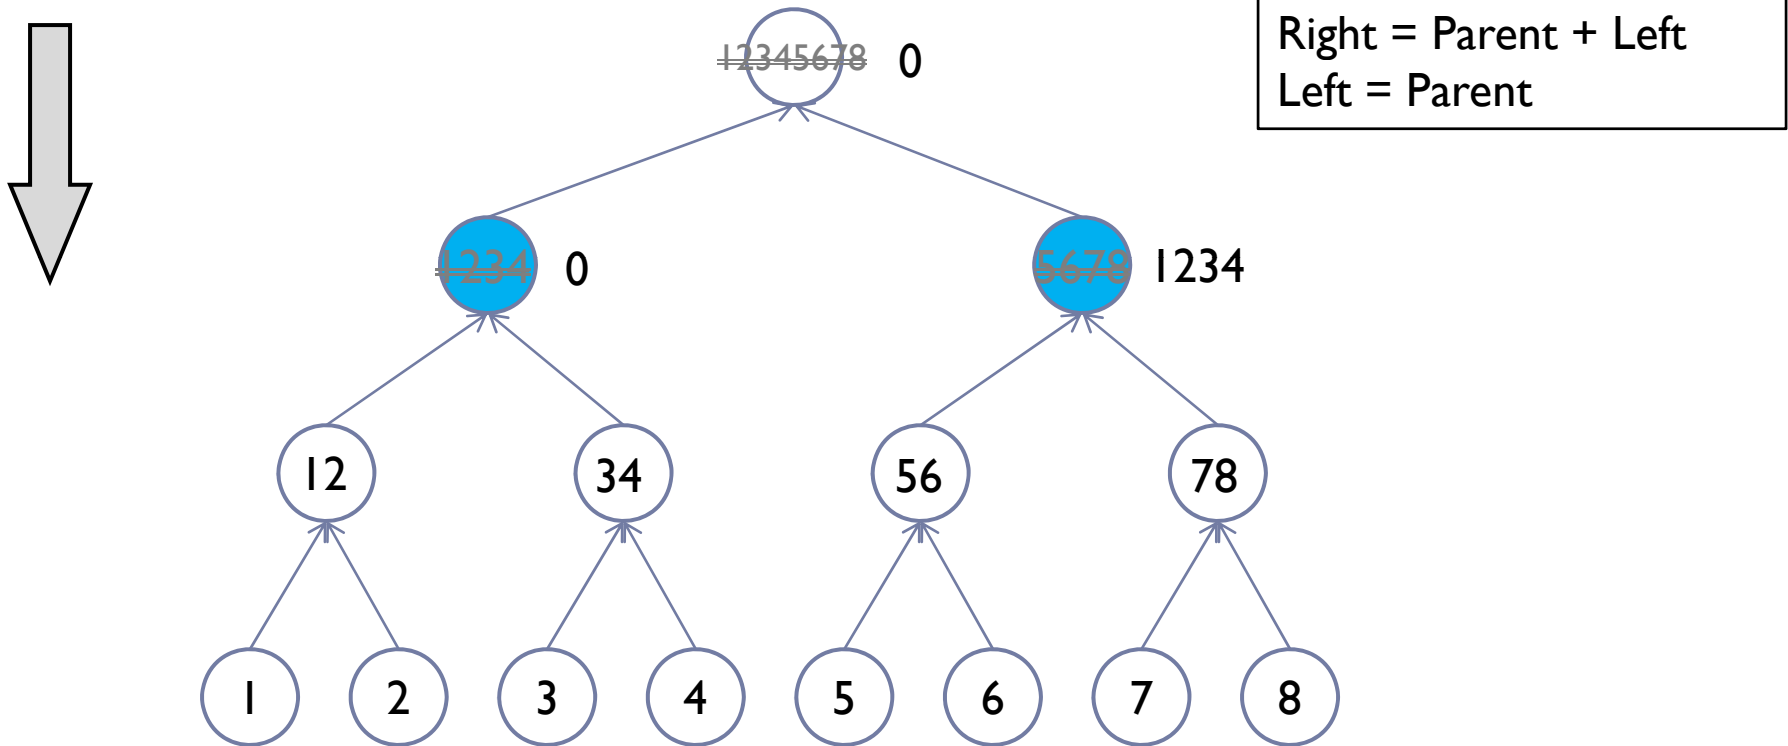 Right = Parent + Left
Left = Parent
12345678 0
1234 0 5678 1234
12 34 56 78
1 2 3 4 5 6 7 8